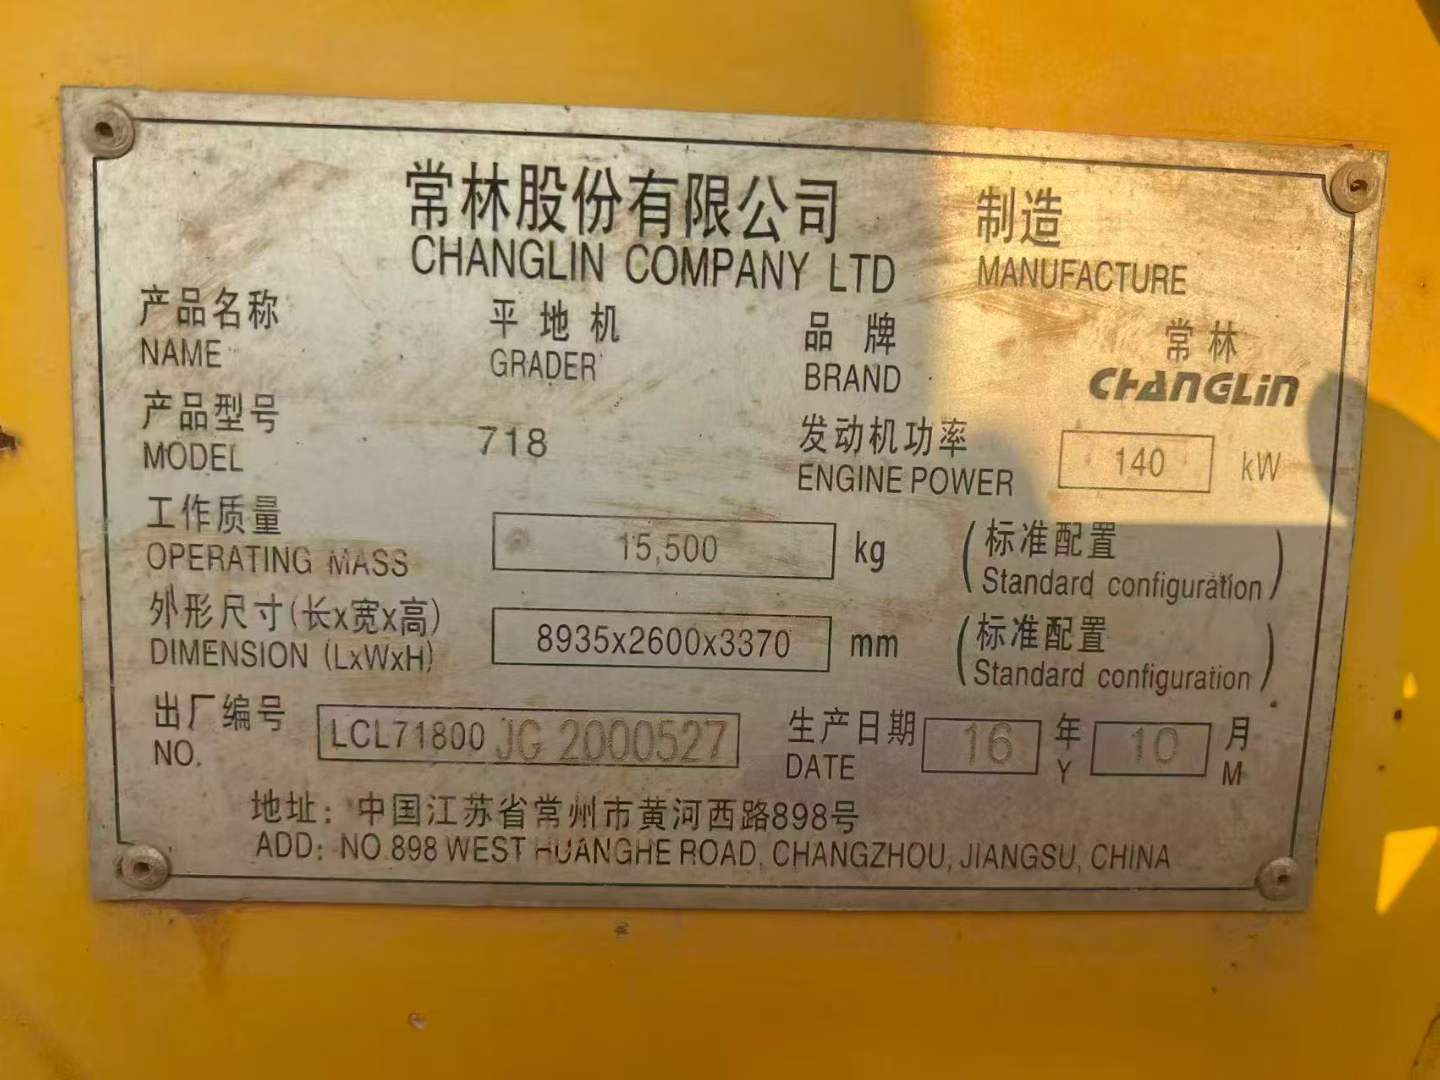 常林股份有限公司 制造
CHANGLIN COMPANY LTD MANUFACTURE
产品名称 平地机 品牌 常林
NAME GRADER BRAND CHANGLIN
产品型号 718 发动机功率 140 kW
MODEL ENGINE POWER
工作质量 15,500 kg (标准配置
OPERATING MASS Standard configuration)
外形尺寸(长x宽x高) 8935x2600x3370 mm (标准配置
DIMENSION (LxWxH) Standard configuration)
出厂编号 LCL71800JG2000527 生产日期 16 年 10 月
NO. DATE Y M
地址：中国江苏省常州市黄河西路898号
ADD: NO.898 WEST HUANGHE ROAD, CHANGZHOU, JIANGSU, CHINA